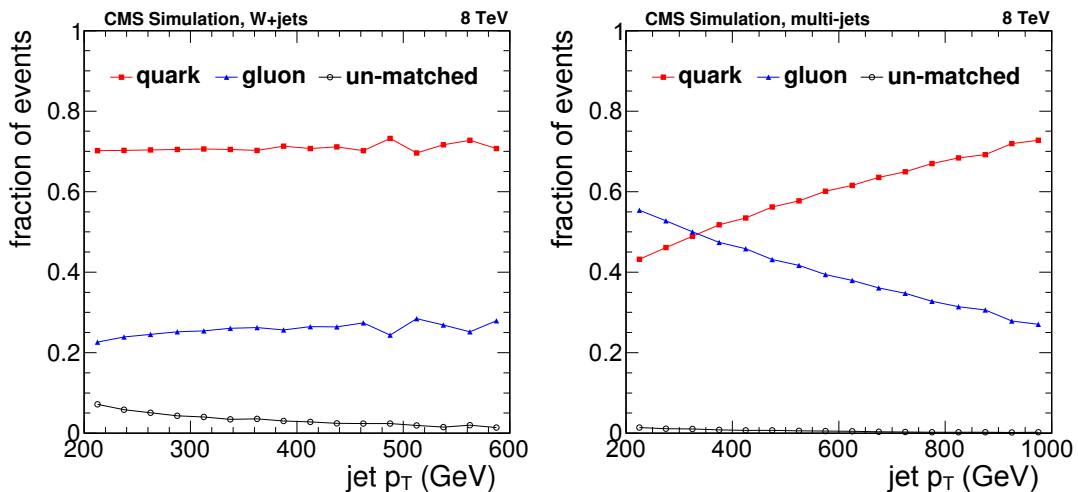 CMS Simulation, W+jets 8 TeV
fraction of events
1
0.8
0.6
0.4
0.2
0
quark gluon un-matched
200 300 400 500 600
jet pT (GeV)
CMS Simulation, multi-jets 8 TeV
fraction of events
1
0.8
0.6
0.4
0.2
0
quark gluon un-matched
200 400 600 800 1000
jet pT (GeV)